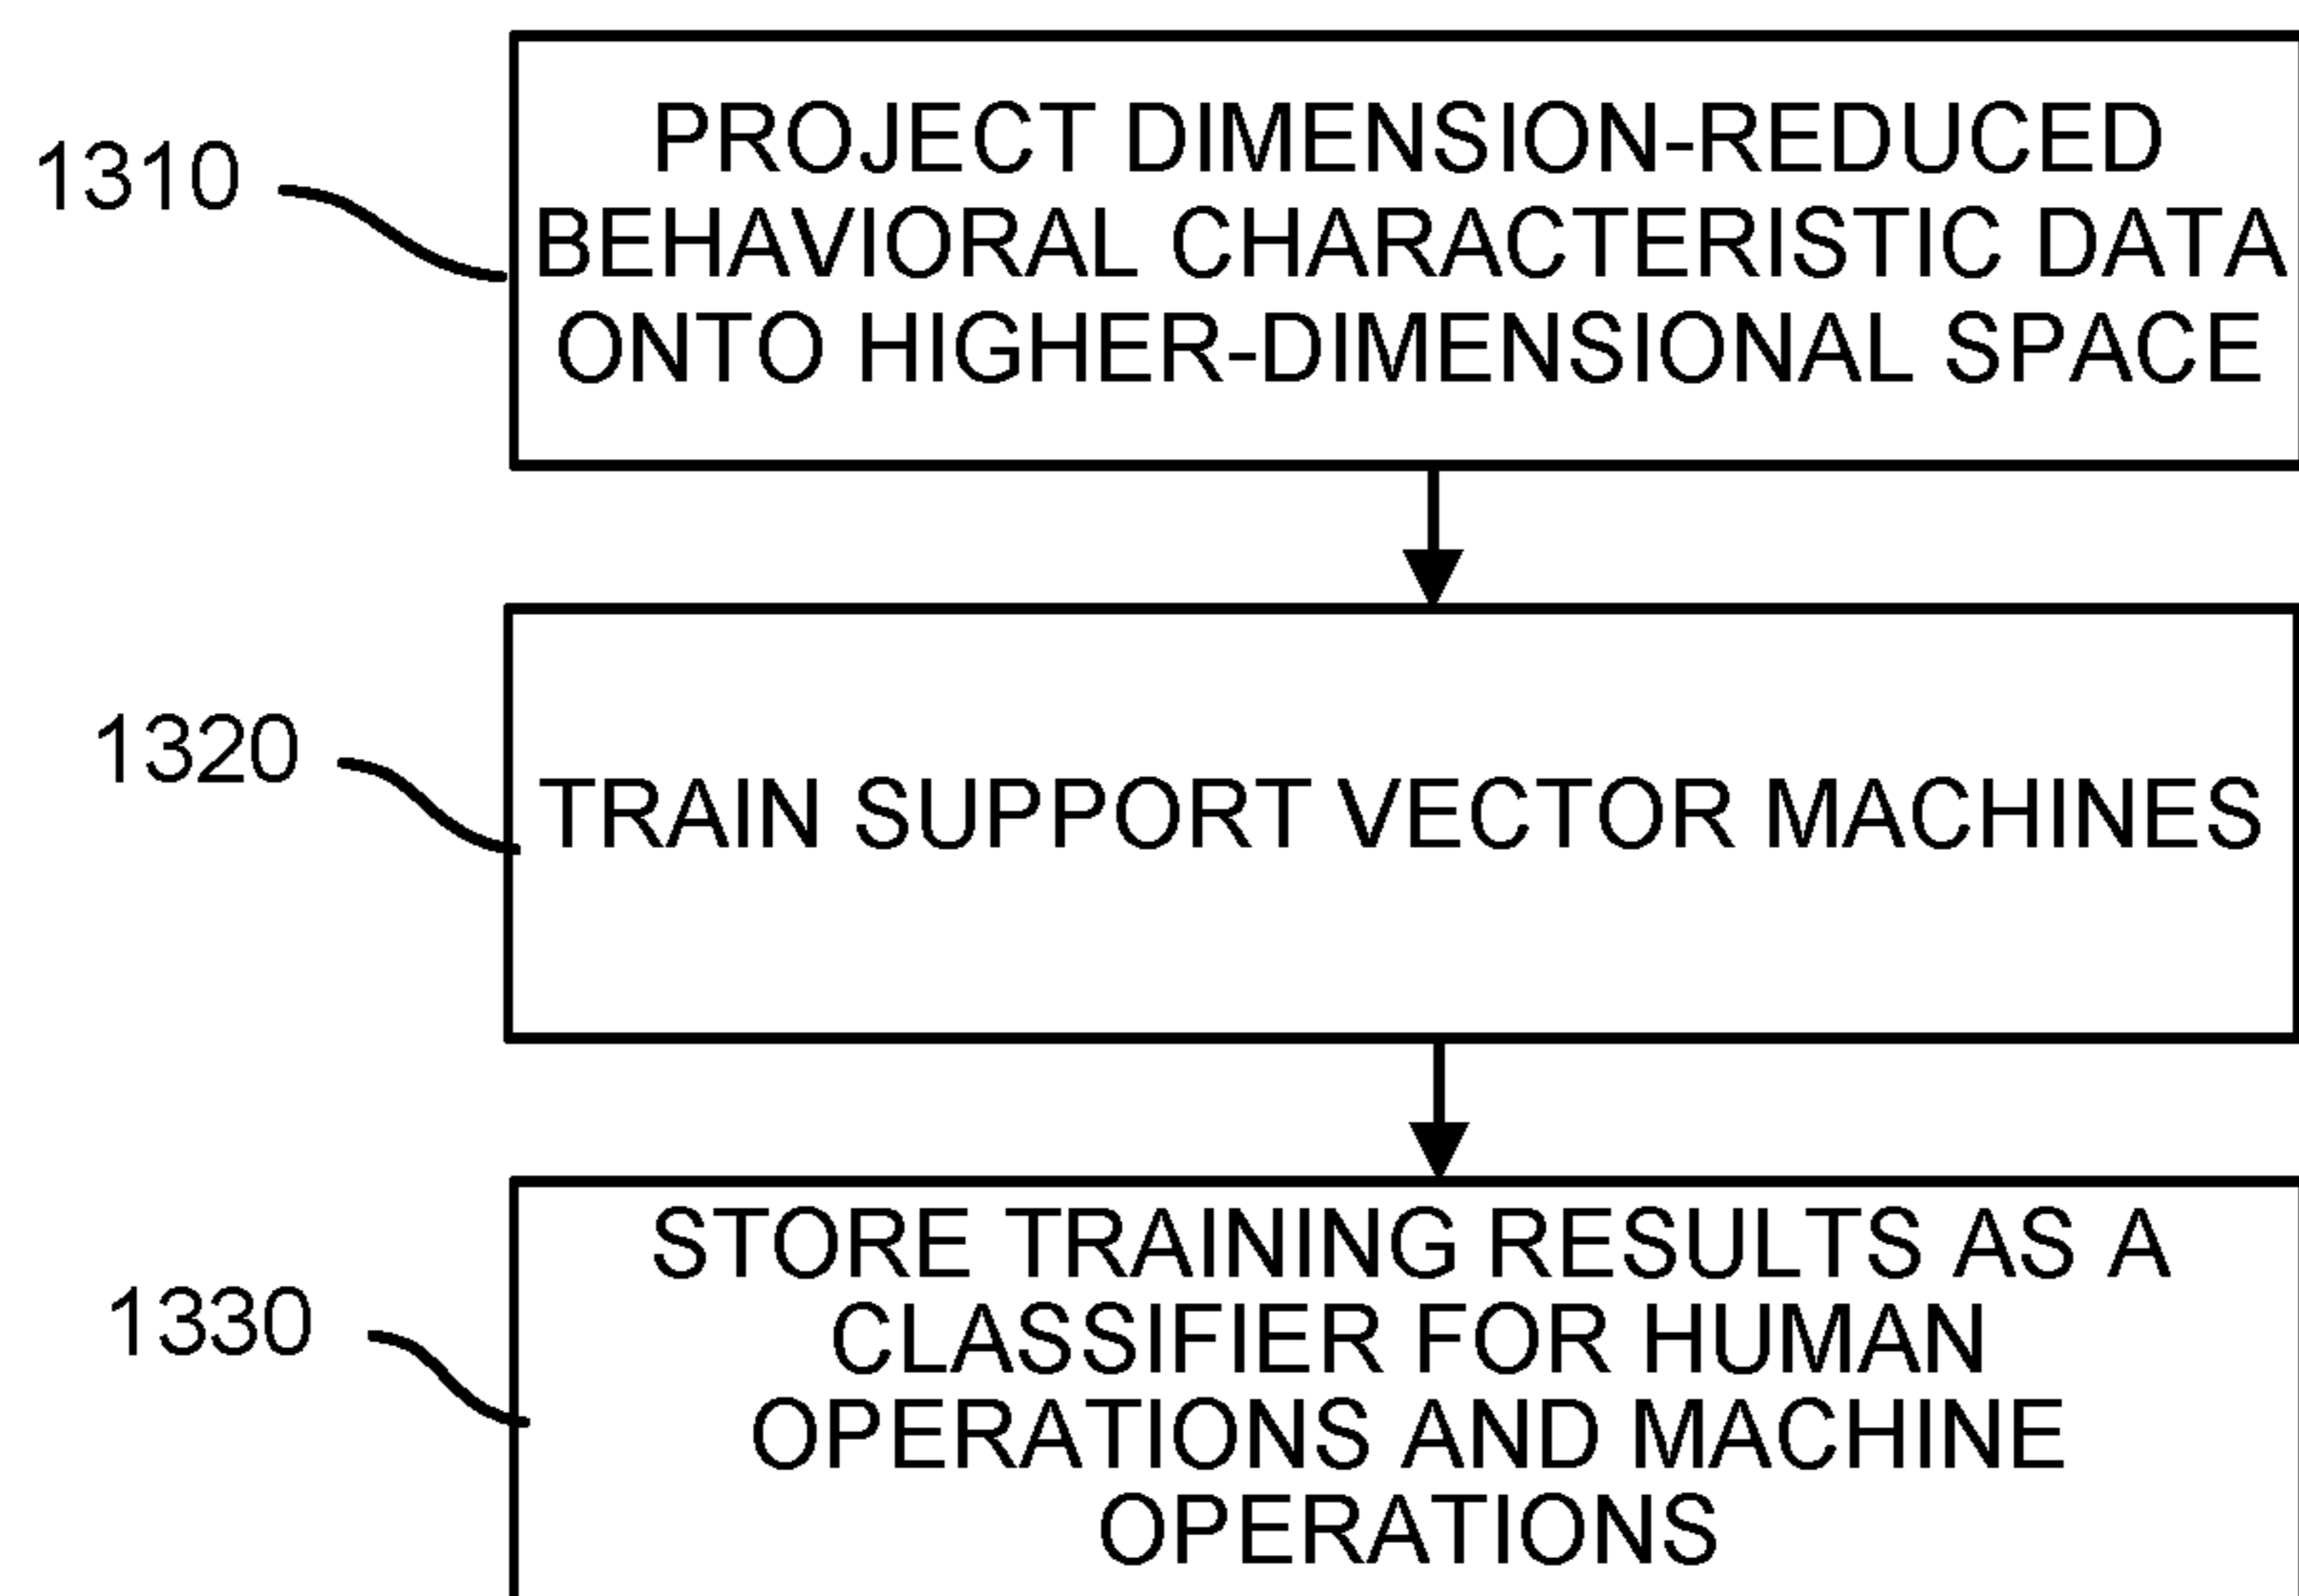 1310
PROJECT DIMENSION-REDUCED
BEHAVIORAL CHARACTERISTIC DATA
ONTO HIGHER-DIMENSIONAL SPACE
1320
TRAIN SUPPORT VECTOR MACHINES
1330
STORE TRAINING RESULTS AS A
CLASSIFIER FOR HUMAN
OPERATIONS AND MACHINE
OPERATIONS